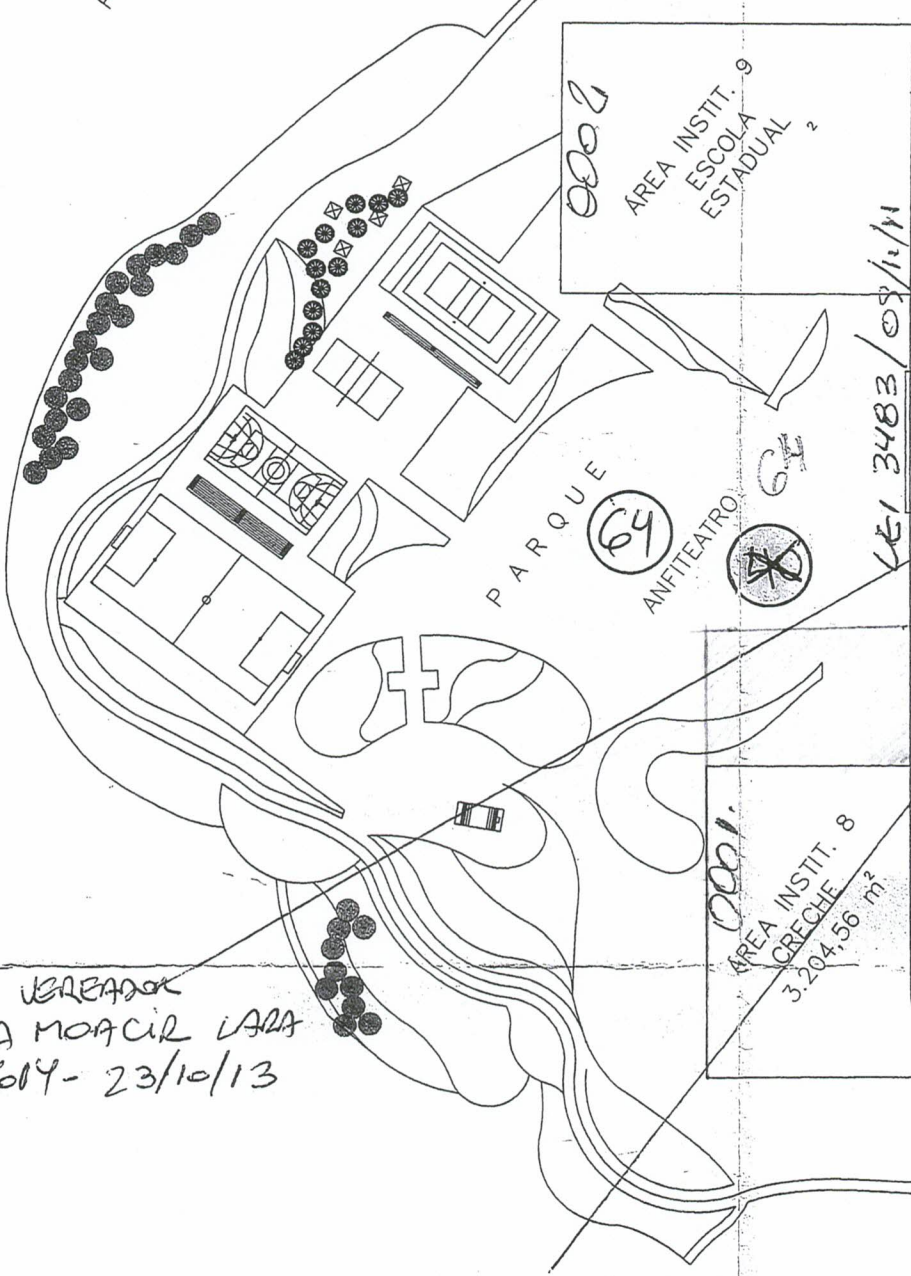 0002
ÁREA INSTIT. 9
ESCOLA
ESTADUAL
2
LEI 3483/
PARQUE
64
ANFITEATRO
64
0001
ÁREA INSTIT. 8
CRECHE
3.204,56 m²
VEREADOR
A MOACIR LARA
- 23/10/13